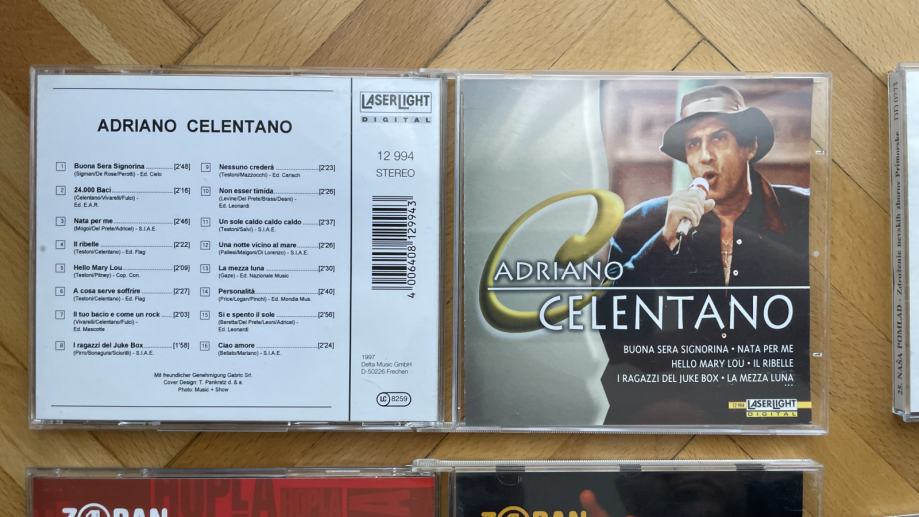 ADRIANO CELENTANO
1 Buona Sera Signorina [2'48]
(Sigman/De Rose/Perotti) - Ed. Cielo
2 24.000 Baci [2'16]
(Celentano/Vivarelli/Fulci) -
Ed. E.A.R.
3 Nata per me [2'46]
(Mogol/Del Prete/Adricel) - S.I.A.E.
4 Il ribelle [2'22]
(Testoni/Celentano) - Ed. Flag
5 Hello Mary Lou [2'09]
(Testoni/Pitney) - Cop. Con.
6 A cosa serve soffrire [2'27]
(Testoni/Celentano) - Ed. Flag
7 Il tuo bacio e come un rock [2'03]
(Vivarelli/Celentano/Fulci) -
Ed. Mascotte
8 I ragazzi del Juke Box [1'58]
(Pirro/Bonagura/Sciorilli) - S.I.A.E.
9 Nessuno crederà [2'23]
(Testoni/Mazzocchi) - Ed. Carisch
10 Non esser timida [2'26]
(Levine/Del Prete/Brass/Deani) -
Ed. Leonardi
11 Un sole caldo caldo caldo [2'37]
(Testoni/Salvi) - S.I.A.E.
12 Una notte vicino al mare [2'26]
(Pallesi/Malgoni/Di Lorenzo) - S.I.A.E.
13 La mezza luna [2'30]
(Gaze) - Ed. Nazionale Music
14 Personalità [2'40]
(Price/Logan/Pinchi) - Ed. Mondia Mus.
15 Si e spento il sole [2'56]
(Beretta/Del Prete/Leoni/Adricel) -
Ed. Leonardi
16 Ciao amore [2'24]
(Bellato/Mariano) - S.I.A.E.
Mit freundlicher Genehmigung Gabric Srl.
Cover Design: T. Pankratz d. & a.
Photo: Music + Show
LASERLIGHT
DIGITAL
12 994
STEREO
4 006408 129943
1997
Delta Music GmbH
D-50226 Frechen
LC 8259
ADRIANO
CELENTANO
BUONA SERA SIGNORINA • NATA PER ME
HELLO MARY LOU • IL RIBELLE
I RAGAZZI DEL JUKE BOX • LA MEZZA LUNA
...
12 994 LASERLIGHT
DIGITAL
25. NAŠA POMLAD - Združenje pevskih zborov Primorske